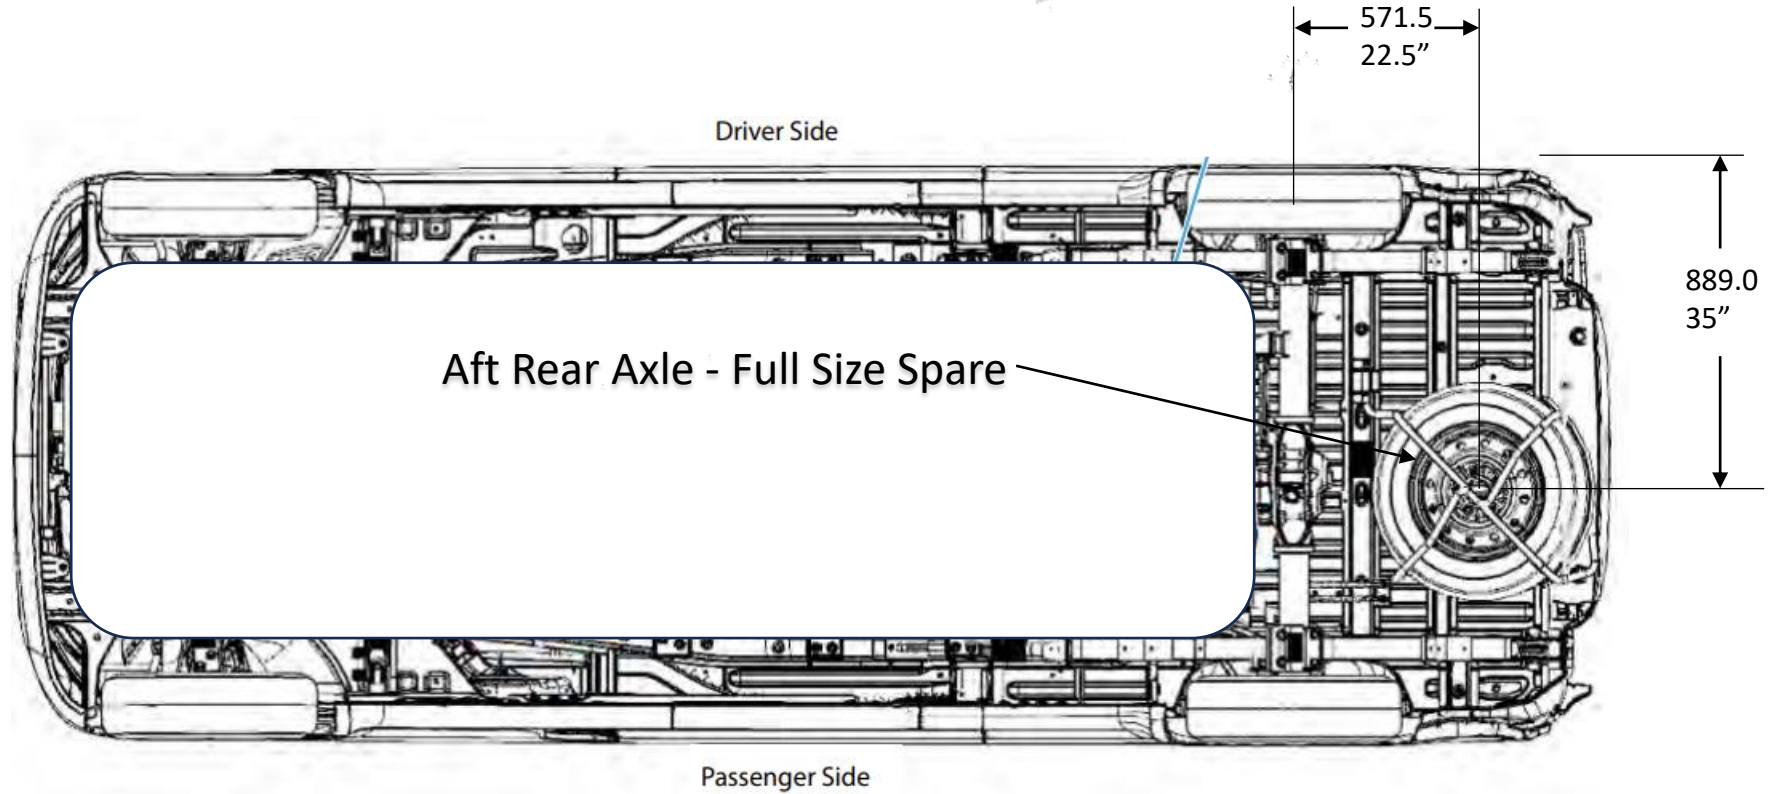 571.5
22.5”
Driver Side
889.0
35”
Aft Rear Axle - Full Size Spare
Passenger Side